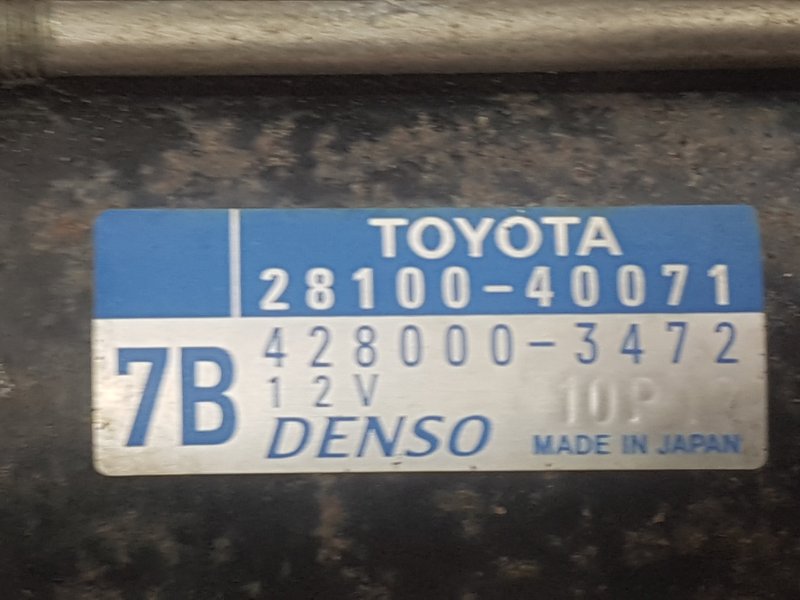 TOYOTA
28100-40071
7B
428000-3472
12V
DENSO
MADE IN JAPAN